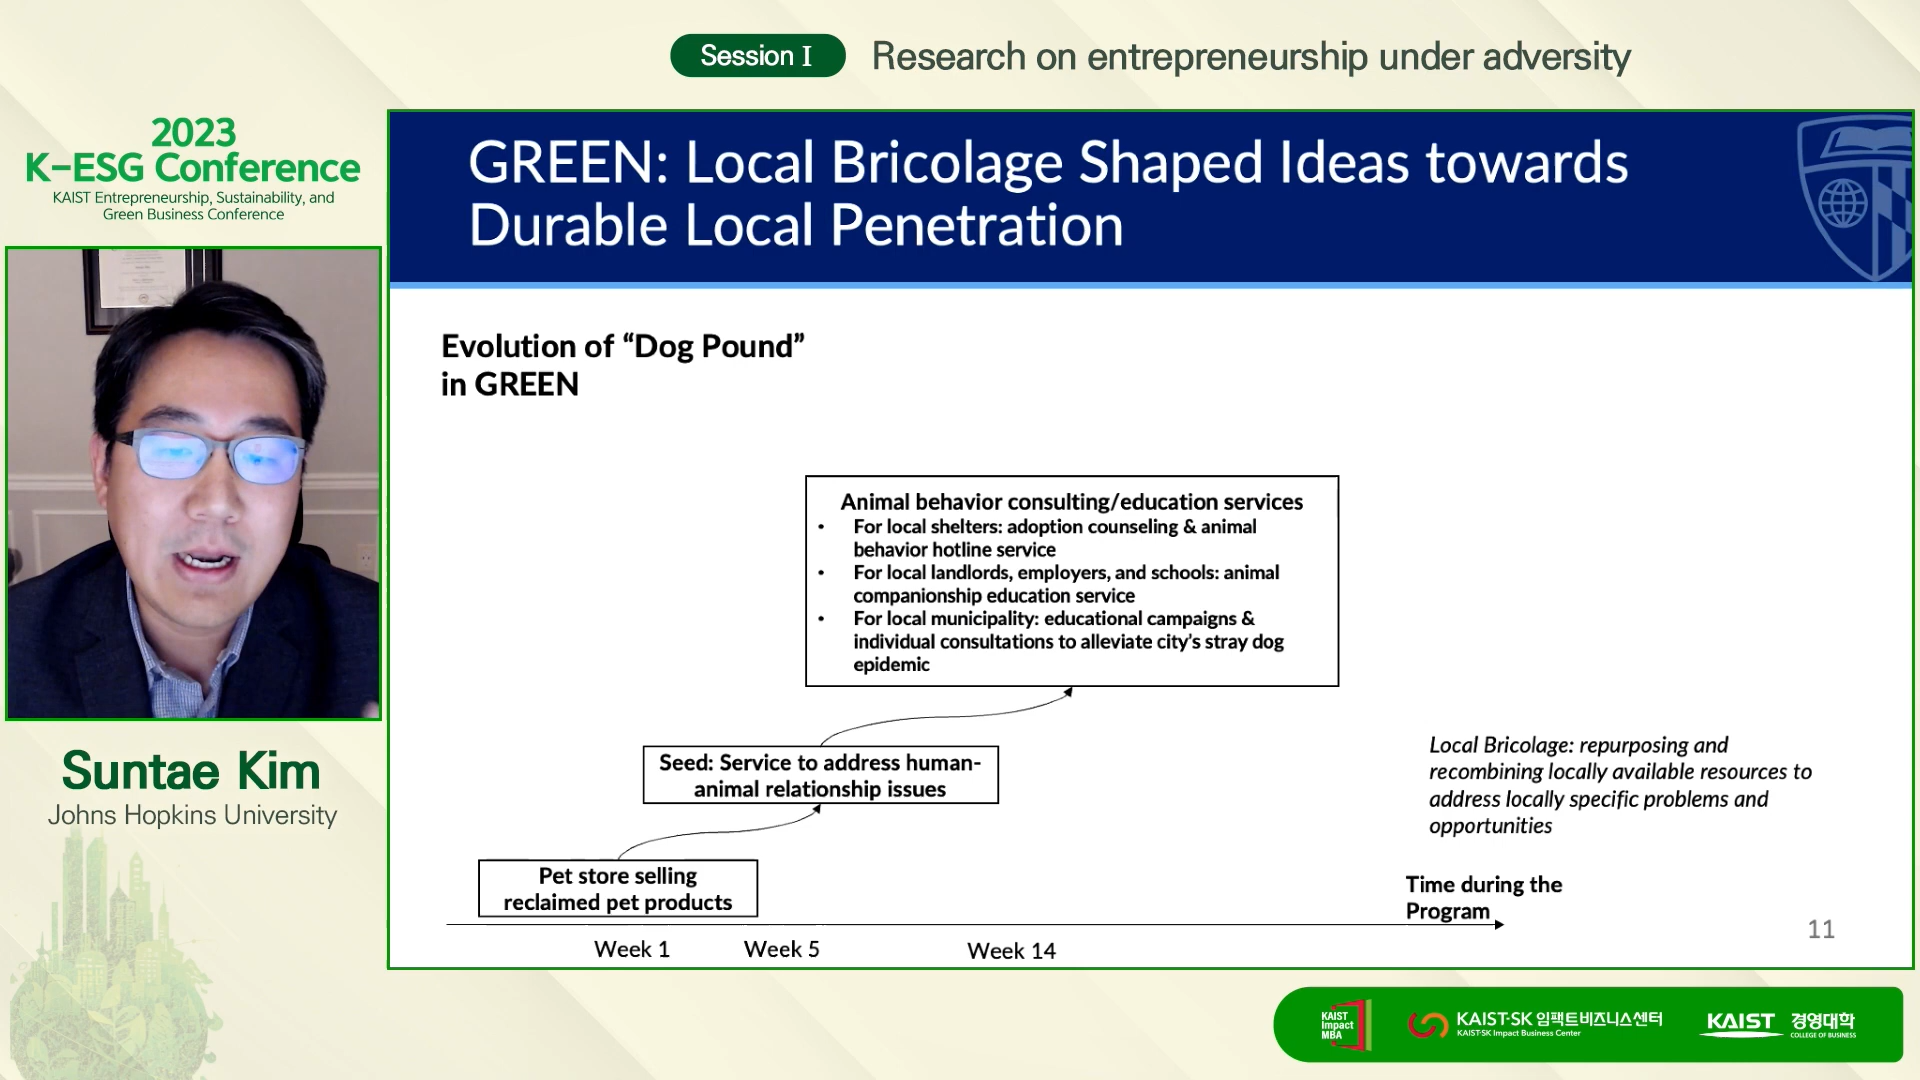 Session I
Research on entrepreneurship under adversity
2023
K-ESG Conference
KAIST Entrepreneurship, Sustainability, and
Green Business Conference
GREEN: Local Bricolage Shaped Ideas towards
Durable Local Penetration
Evolution of “Dog Pound”
in GREEN
Animal behavior consulting/education services
• For local shelters: adoption counseling & animal
behavior hotline service
• For local landlords, employers, and schools: animal
companionship education service
• For local municipality: educational campaigns &
individual consultations to alleviate city’s stray dog
epidemic
Seed: Service to address human-
animal relationship issues
Pet store selling
reclaimed pet products
Local Bricolage: repurposing and
recombining locally available resources to
address locally specific problems and
opportunities
Time during the
Program
Week 1
Week 5
Week 14
11
Suntae Kim
Johns Hopkins University
KAIST
Impact
MBA
KAIST-SK 임팩트비즈니스센터
KAIST-SK Impact Business Center
KAIST
경영대학
COLLEGE OF BUSINESS